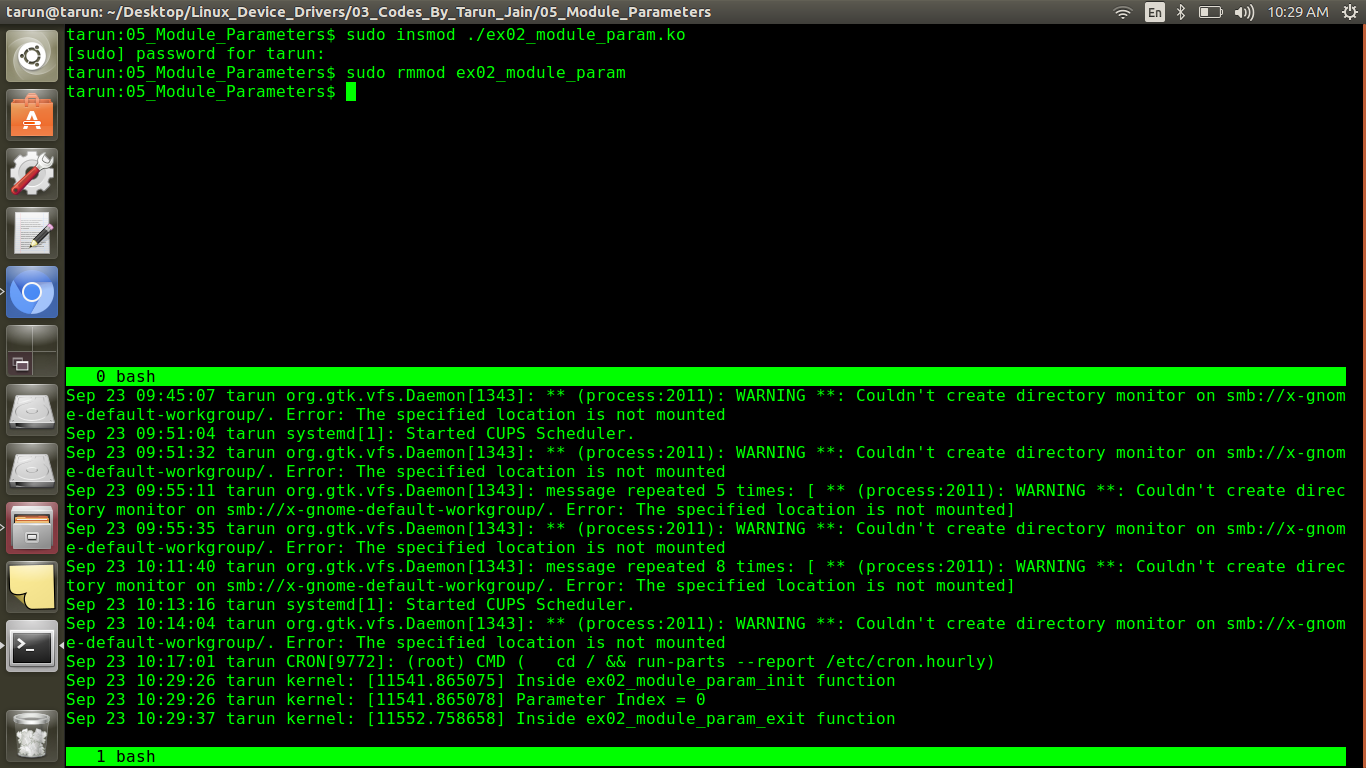 tarun@tarun: ~/Desktop/Linux_Device_Drivers/03_Codes_By_Tarun_Jain/05_Module_Parameters
En
10:29 AM
tarun:05_Module_Parameters$ sudo insmod ./ex02_module_param.ko
[sudo] password for tarun:
tarun:05_Module_Parameters$ sudo rmmod ex02_module_param
tarun:05_Module_Parameters$
0 bash
Sep 23 09:45:07 tarun org.gtk.vfs.Daemon[1343]: ** (process:2011): WARNING **: Couldn't create directory monitor on smb://x-gnom
e-default-workgroup/. Error: The specified location is not mounted
Sep 23 09:51:04 tarun systemd[1]: Started CUPS Scheduler.
Sep 23 09:51:32 tarun org.gtk.vfs.Daemon[1343]: ** (process:2011): WARNING **: Couldn't create directory monitor on smb://x-gnom
e-default-workgroup/. Error: The specified location is not mounted
Sep 23 09:55:11 tarun org.gtk.vfs.Daemon[1343]: message repeated 5 times: [ ** (process:2011): WARNING **: Couldn't create direc
tory monitor on smb://x-gnome-default-workgroup/. Error: The specified location is not mounted]
Sep 23 09:55:35 tarun org.gtk.vfs.Daemon[1343]: ** (process:2011): WARNING **: Couldn't create directory monitor on smb://x-gnom
e-default-workgroup/. Error: The specified location is not mounted
Sep 23 10:11:40 tarun org.gtk.vfs.Daemon[1343]: message repeated 8 times: [ ** (process:2011): WARNING **: Couldn't create direc
tory monitor on smb://x-gnome-default-workgroup/. Error: The specified location is not mounted]
Sep 23 10:13:16 tarun systemd[1]: Started CUPS Scheduler.
Sep 23 10:14:04 tarun org.gtk.vfs.Daemon[1343]: ** (process:2011): WARNING **: Couldn't create directory monitor on smb://x-gnom
e-default-workgroup/. Error: The specified location is not mounted
Sep 23 10:17:01 tarun CRON[9772]: (root) CMD (   cd / && run-parts --report /etc/cron.hourly)
Sep 23 10:29:26 tarun kernel: [11541.865075] Inside ex02_module_param_init function
Sep 23 10:29:26 tarun kernel: [11541.865078] Parameter Index = 0
Sep 23 10:29:37 tarun kernel: [11552.758658] Inside ex02_module_param_exit function
1 bash